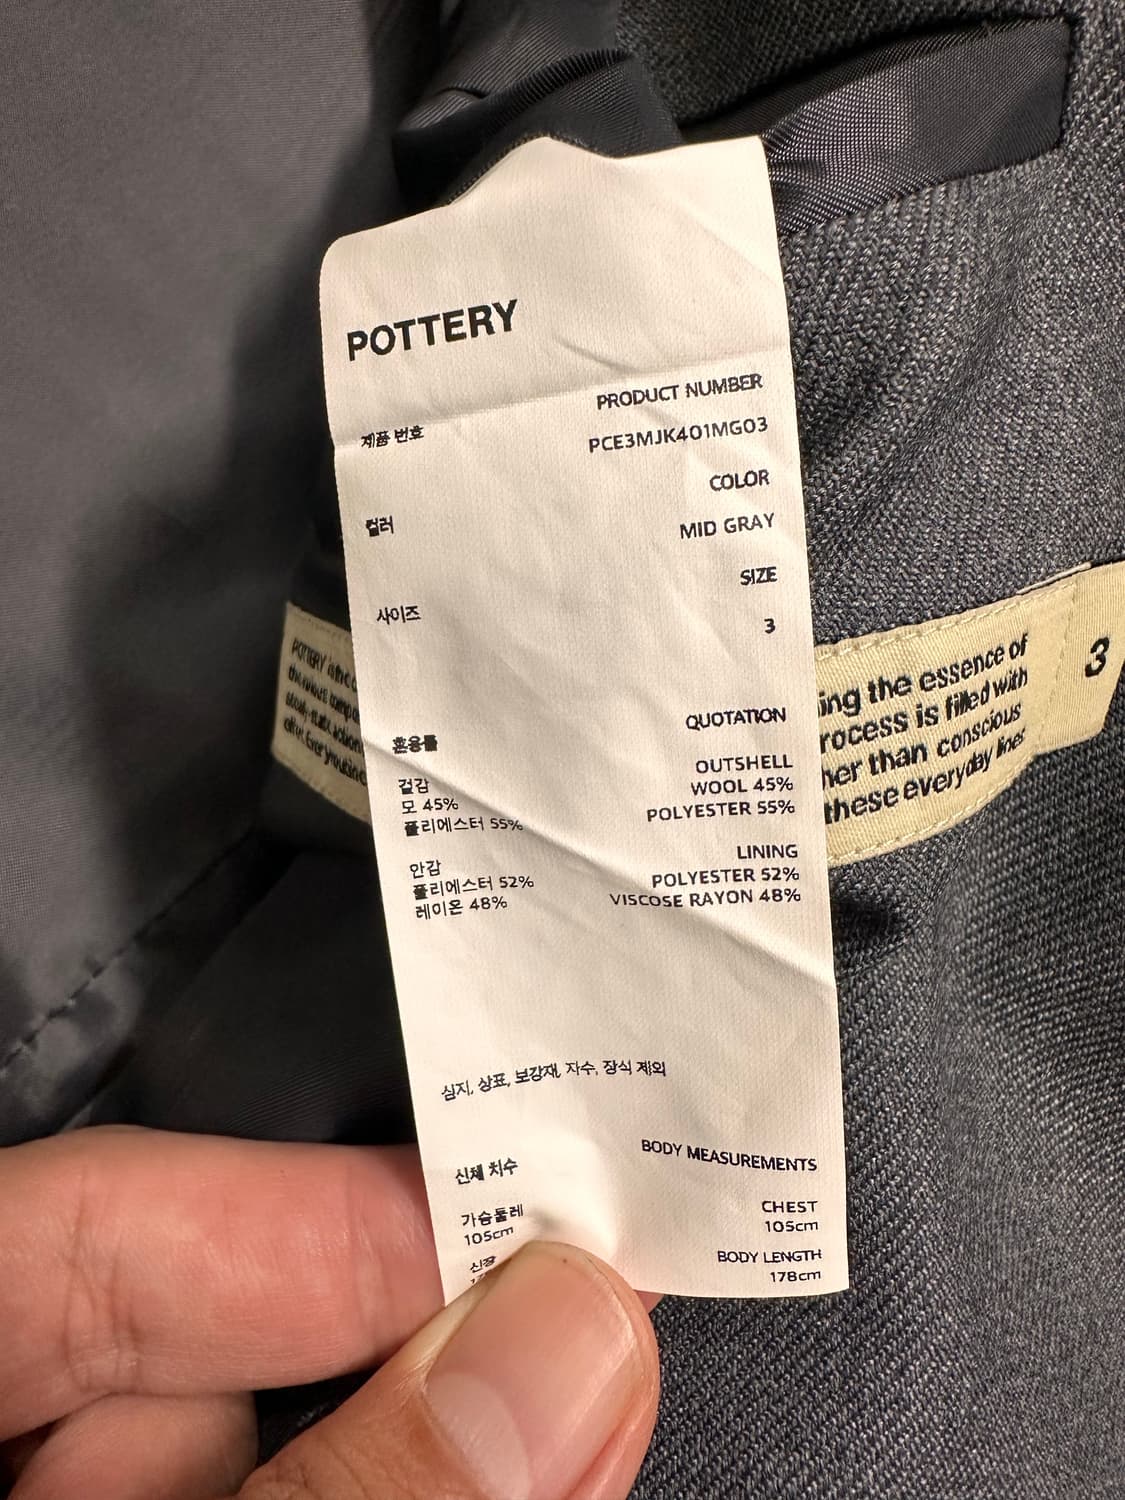 POTTERY
PRODUCT NUMBER
제품 번호
PCE3MJK401MG03
COLOR
컬러
MID GRAY
SIZE
사이즈
3
QUOTATION
혼용률
OUTSHELL
겉감
WOOL 45%
모 45%
POLYESTER 55%
폴리에스터 55%
LINING
안감
POLYESTER 52%
폴리에스터 52%
VISCOSE RAYON 48%
레이온 48%
심지, 상표, 보강재, 자수, 장식 제외
BODY MEASUREMENTS
신체 치수
CHEST
가슴둘레
105cm
105cm
BODY LENGTH
신장
178cm
POTTERY is the
ing the essence of
rocess is filled with
her than conscious
these everyday lines
3